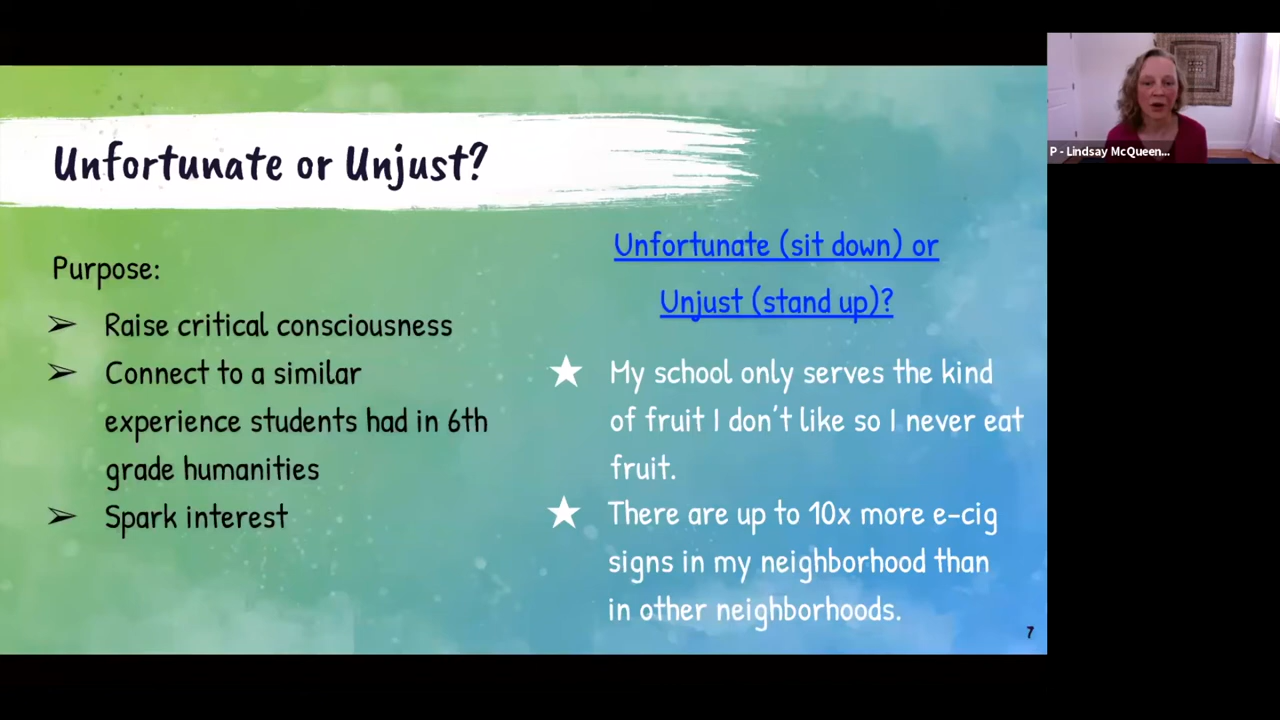 Unfortunate or Unjust?
Purpose:
➢ Raise critical consciousness
➢ Connect to a similar
experience students had in 6th
grade humanities
➢ Spark interest
Unfortunate (sit down) or
Unjust (stand up)?
★ My school only serves the kind
of fruit I don't like so I never eat
fruit.
★ There are up to 10x more e-cig
signs in my neighborhood than
in other neighborhoods.
7
P - Lindsay McQueen...